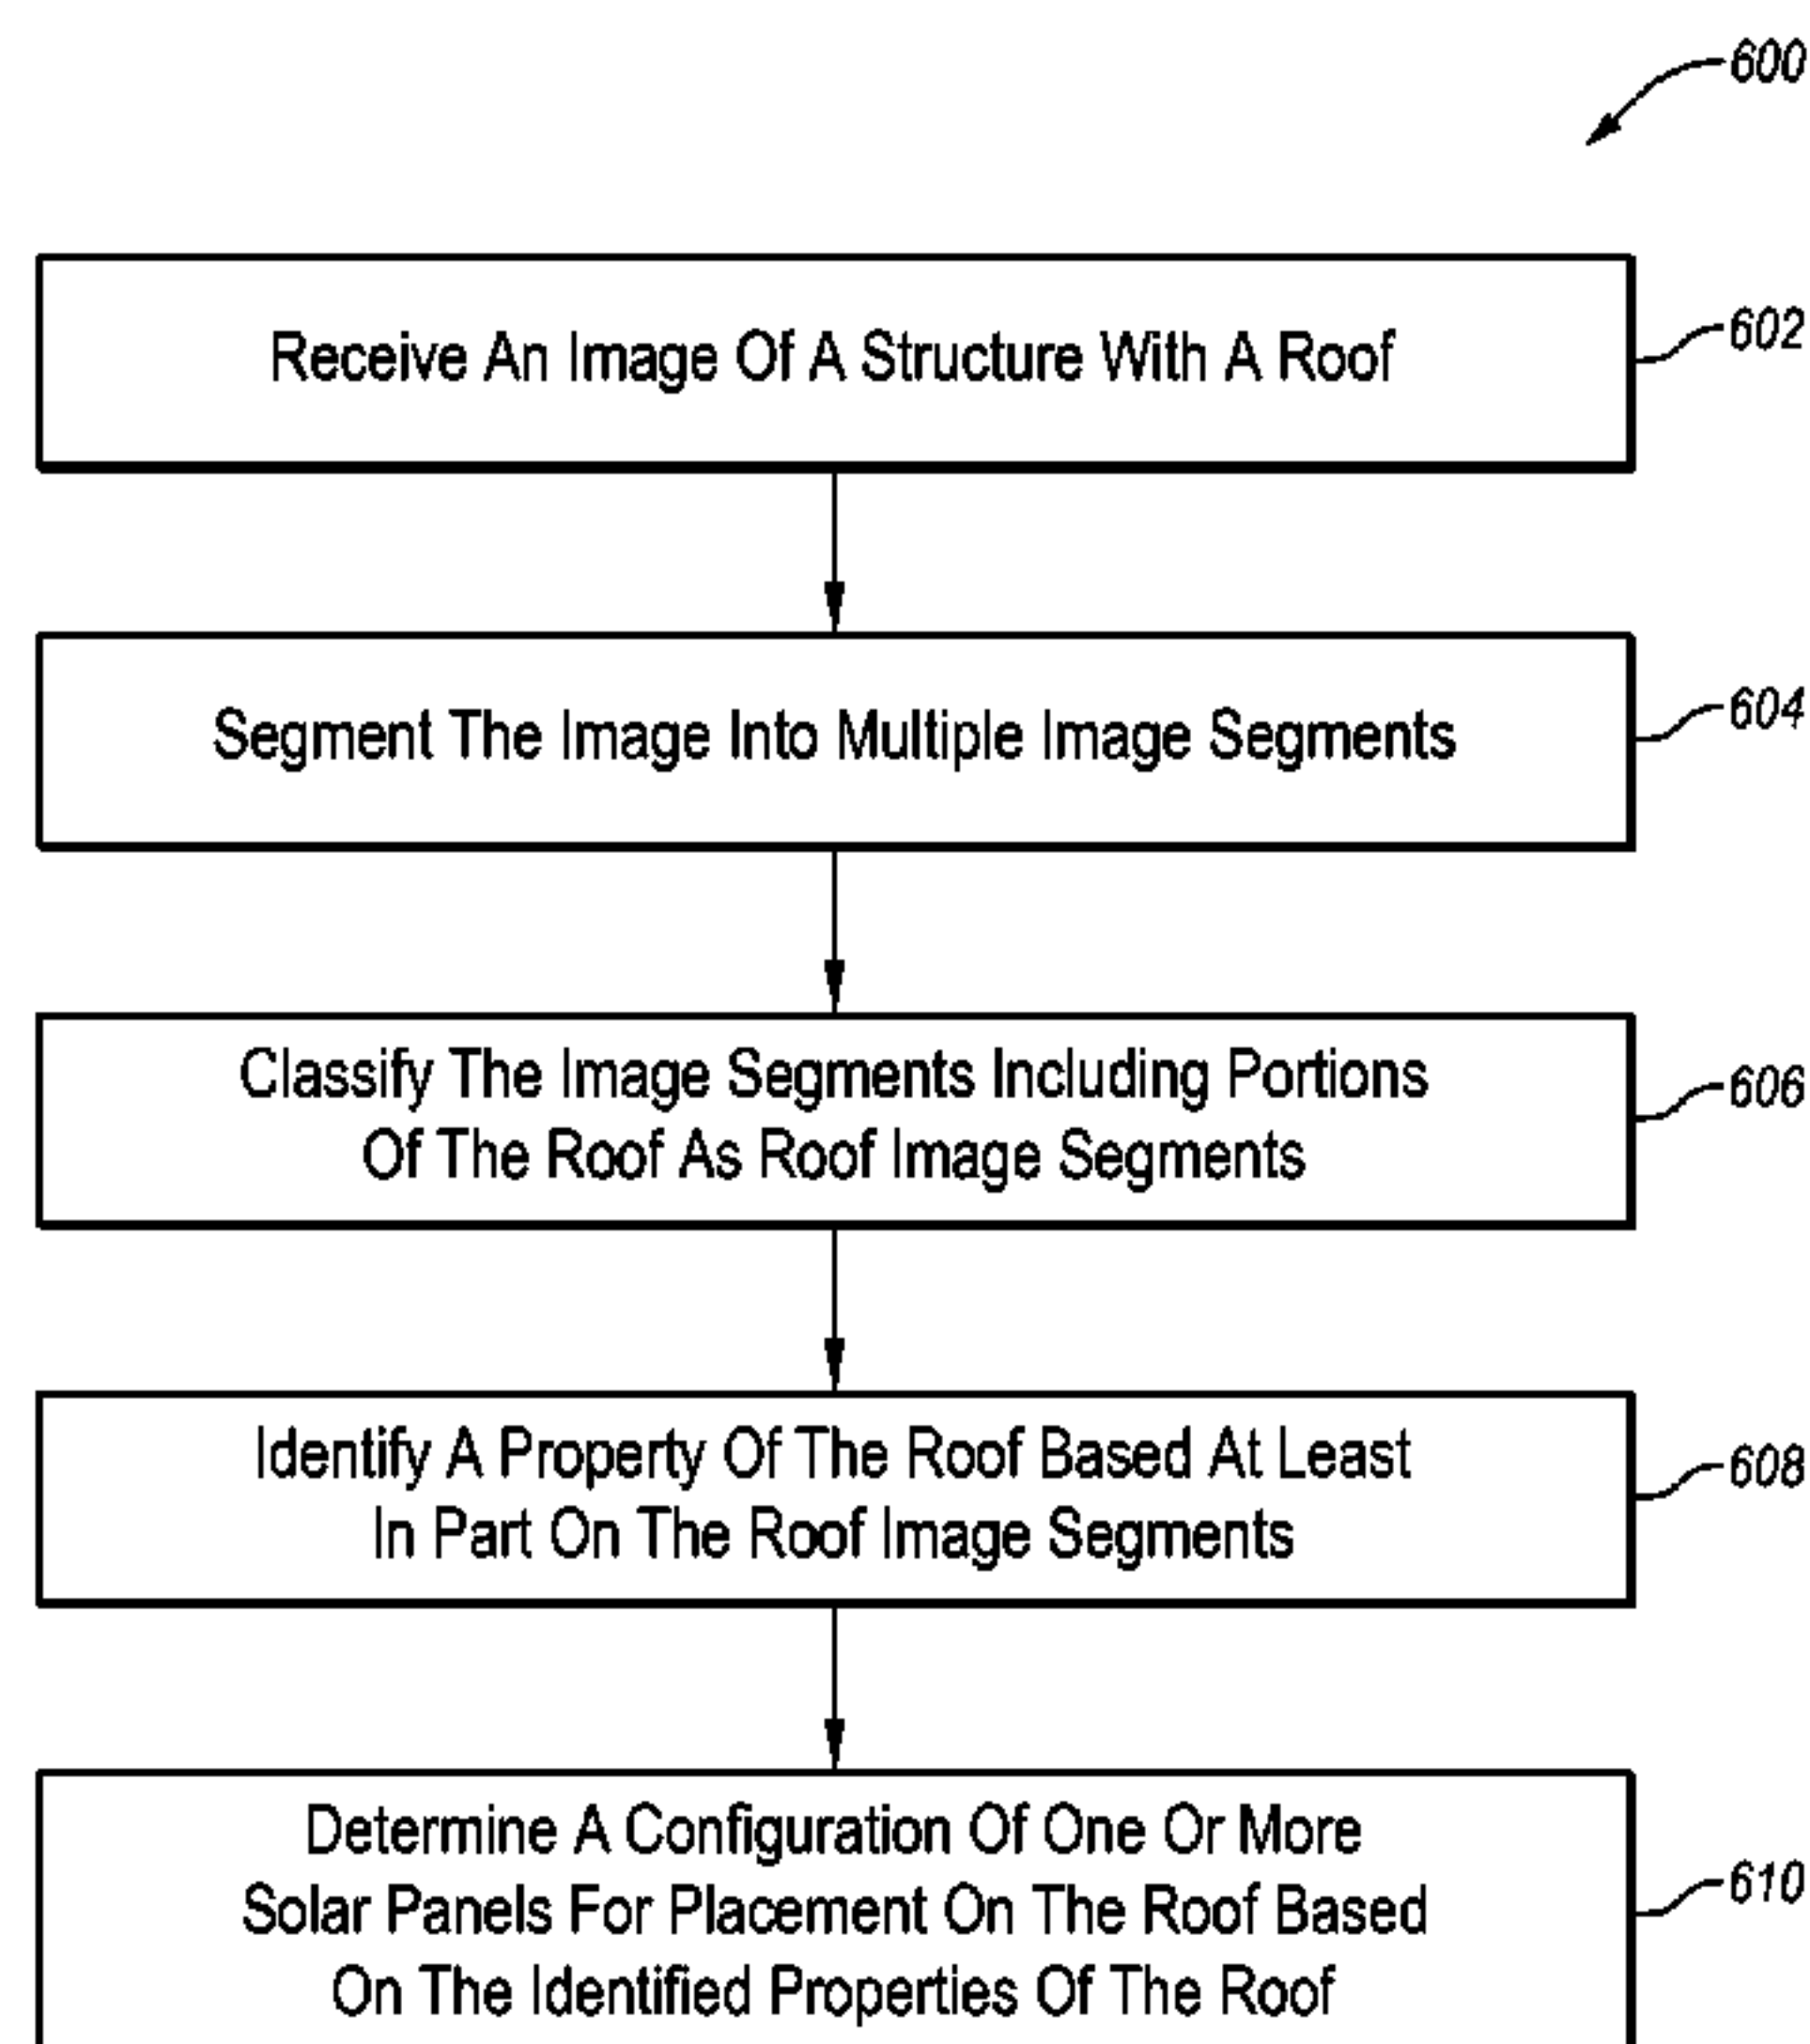 600
Receive An Image Of A Structure With A Roof
602
Segment The Image Into Multiple Image Segments
604
Classify The Image Segments Including Portions
Of The Roof As Roof Image Segments
606
Identify A Property Of The Roof Based At Least
In Part On The Roof Image Segments
608
Determine A Configuration Of One Or More
Solar Panels For Placement On The Roof Based
On The Identified Properties Of The Roof
610